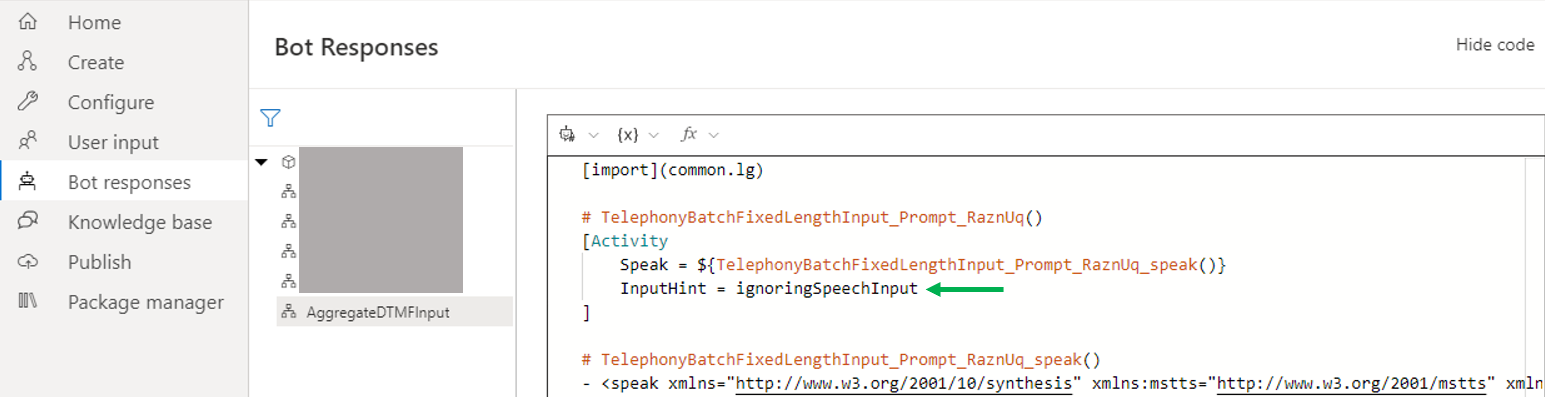 Home
Create
Configure
User input
Bot responses
Knowledge base
Publish
Package manager
Bot Responses
Hide code
AggregateDTMFInput
{x}
fx
[import](common.lg)
# TelephonyBatchFixedLengthInput_Prompt_RaznUq()
[Activity
Speak = ${TelephonyBatchFixedLengthInput_Prompt_RaznUq_speak()}
InputHint = ignoringSpeechInput
]
# TelephonyBatchFixedLengthInput_Prompt_RaznUq_speak()
- <speak xmlns="http://www.w3.org/2001/10/synthesis" xmlns:mstts="http://www.w3.org/2001/mstts" xmln